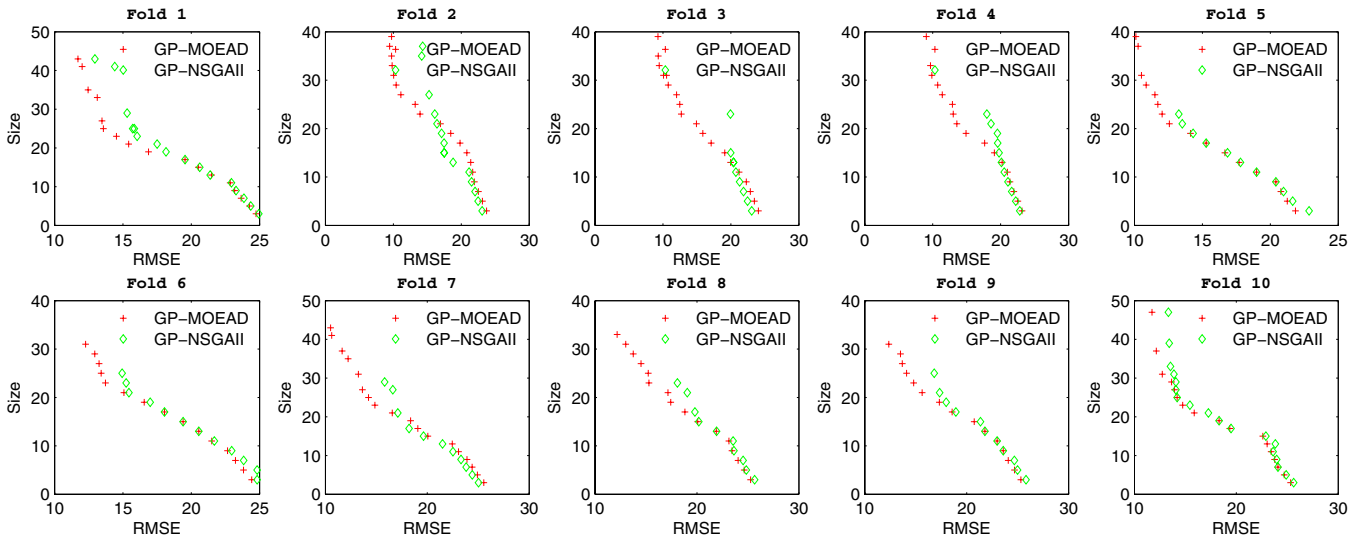 Fold 1
50
40
30
20
10
0
Size
GP-MOEAD
GP-NSGAII
10 15 20 25
RMSE
Fold 2
40
30
20
10
0
Size
GP-MOEAD
GP-NSGAII
0 10 20 30
RMSE
Fold 3
40
30
20
10
0
Size
GP-MOEAD
GP-NSGAII
0 10 20 30
RMSE
Fold 4
40
30
20
10
0
Size
GP-MOEAD
GP-NSGAII
0 10 20 30
RMSE
Fold 5
40
30
20
10
0
Size
GP-MOEAD
GP-NSGAII
10 15 20 25
RMSE
Fold 6
40
30
20
10
0
Size
GP-MOEAD
GP-NSGAII
10 15 20 25
RMSE
Fold 7
50
40
30
20
10
0
Size
GP-MOEAD
GP-NSGAII
0 10 20 30
RMSE
Fold 8
40
30
20
10
0
Size
GP-MOEAD
GP-NSGAII
0 10 20 30
RMSE
Fold 9
40
30
20
10
0
Size
GP-MOEAD
GP-NSGAII
0 10 20 30
RMSE
Fold 10
50
40
30
20
10
0
Size
GP-MOEAD
GP-NSGAII
10 20 30
RMSE